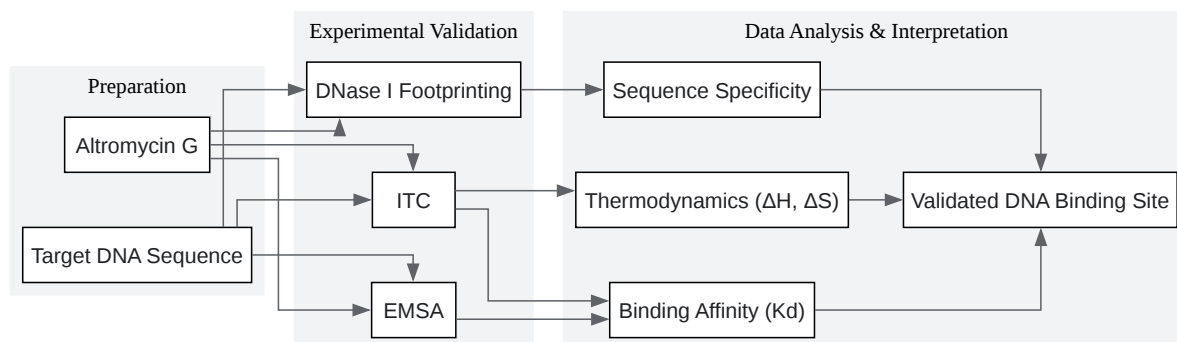 Preparation
Altromycin G
Target DNA Sequence
Experimental Validation
DNase I Footprinting
ITC
EMSA
Data Analysis & Interpretation
Sequence Specificity
Thermodynamics (ΔH, ΔS)
Binding Affinity (Kd)
Validated DNA Binding Site